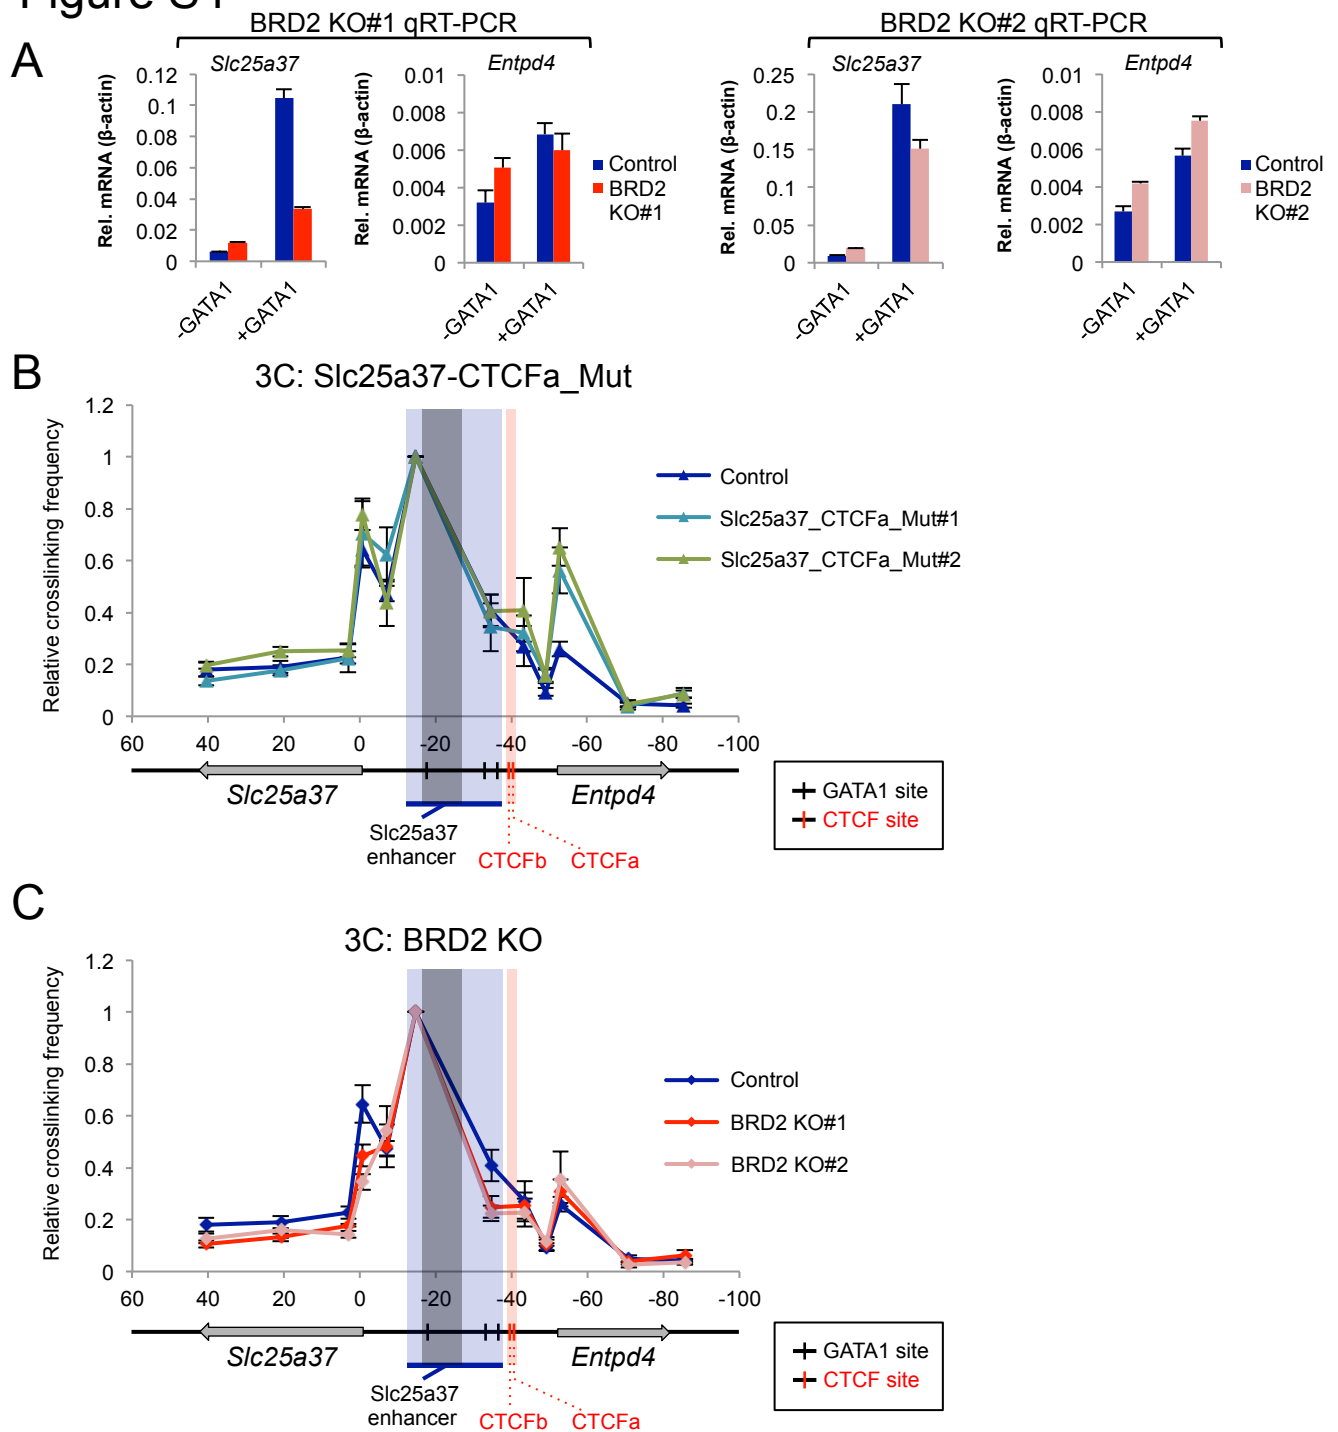 A
BRD2 KO#1 qRT-PCR
Slc25a37
Rel. mRNA (β-actin)
0.12
0.1
0.08
0.06
0.04
0.02
0
-GATA1
+GATA1
Entpd4
Rel. mRNA (β-actin)
0.01
0.008
0.006
0.004
0.002
0
-GATA1
+GATA1
Control
BRD2
KO#1
BRD2 KO#2 qRT-PCR
Slc25a37
Rel. mRNA (β-actin)
0.25
0.2
0.15
0.1
0.05
0
-GATA1
+GATA1
Entpd4
Rel. mRNA (β-actin)
0.01
0.008
0.006
0.004
0.002
0
-GATA1
+GATA1
Control
BRD2
KO#2
B
3C: Slc25a37-CTCFa_Mut
Relative crosslinking frequency
1.2
1
0.8
0.6
0.4
0.2
0
60 40 20 0 -20 -40 -60 -80 -100
Control
Slc25a37_CTCFa_Mut#1
Slc25a37_CTCFa_Mut#2
Slc25a37
Entpd4
Slc25a37
enhancer
CTCFb
CTCFa
GATA1 site
CTCF site
C
3C: BRD2 KO
Relative crosslinking frequency
1.2
1
0.8
0.6
0.4
0.2
0
60 40 20 0 -20 -40 -60 -80 -100
Control
BRD2 KO#1
BRD2 KO#2
Slc25a37
Entpd4
Slc25a37
enhancer
CTCFb
CTCFa
GATA1 site
CTCF site